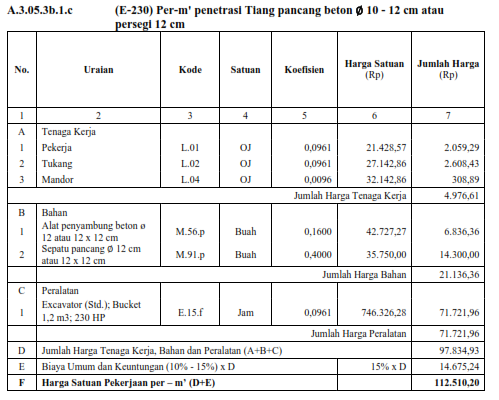 A.3.05.3b.1.c (E-230) Per-m' penetrasi Tiang pancang beton Ø 10 - 12 cm atau
persegi 12 cm
No. Uraian Kode Satuan Koefisien Harga Satuan (Rp) Jumlah Harga (Rp)
1 2 3 4 5 6 7
A Tenaga Kerja
1 Pekerja L.01 OJ 0,0961 21.428,57 2.059,29
2 Tukang L.02 OJ 0,0961 27.142,86 2.608,43
3 Mandor L.04 OJ 0,0096 32.142,86 308,89
Jumlah Harga Tenaga Kerja 4.976,61
B Bahan
1 Alat penyambung beton ø 12 atau 12 x 12 cm M.56.p Buah 0,1600 42.727,27 6.836,36
2 Sepatu pancang Ø 12 cm atau 12 x 12 cm M.91.p Buah 0,4000 35.750,00 14.300,00
Jumlah Harga Bahan 21.136,36
C Peralatan
1 Excavator (Std.); Bucket 1,2 m3; 230 HP E.15.f Jam 0,0961 746.326,28 71.721,96
Jumlah Harga Peralatan 71.721,96
D Jumlah Harga Tenaga Kerja, Bahan dan Peralatan (A+B+C) 97.834,93
E Biaya Umum dan Keuntungan (10% - 15%) x D 15% x D 14.675,24
F Harga Satuan Pekerjaan per – m' (D+E) 112.510,20